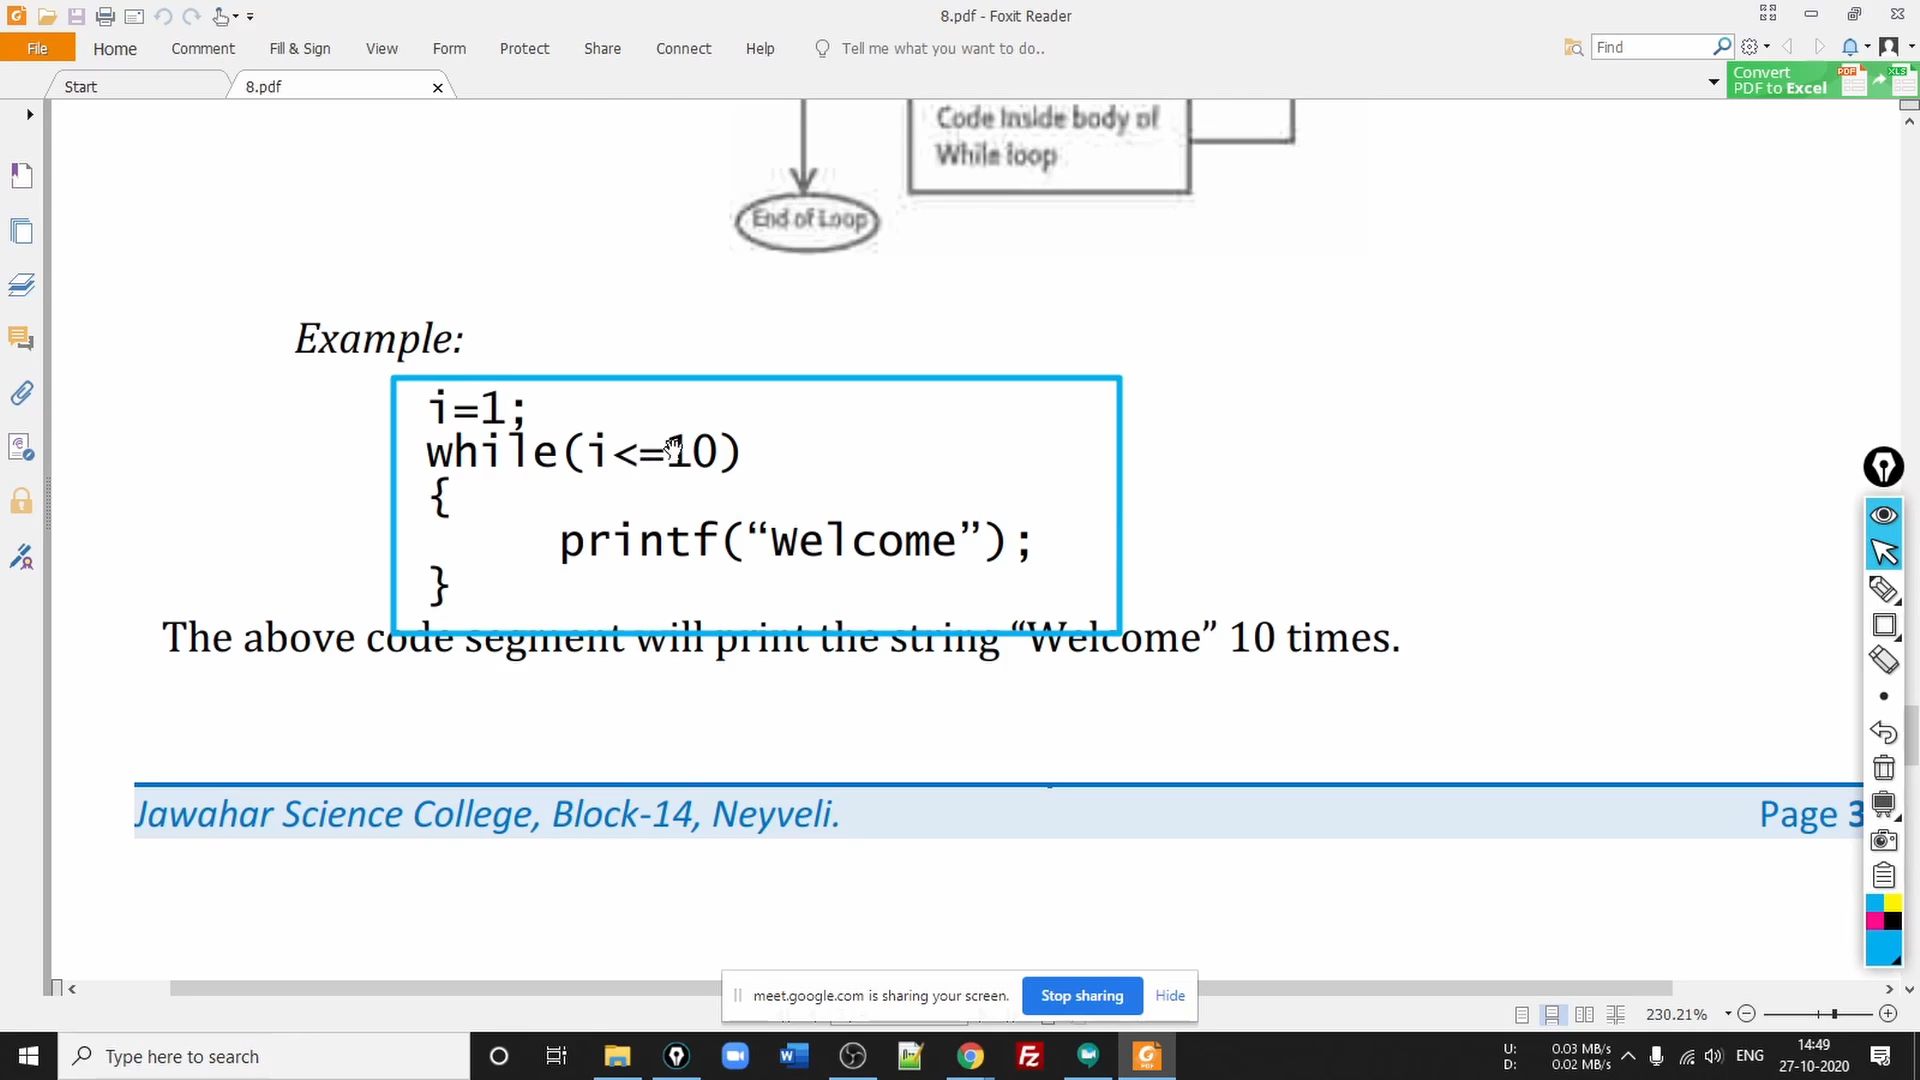 8.pdf - Foxit Reader
File Home Comment Fill & Sign View Form Protect Share Connect Help Tell me what you want to do.. Find
Start 8.pdf
Convert
PDF to Excel
PDF XLS
Code Inside body of
While loop
End of Loop
Example:
i=1;
while(i<=10)
{
printf(“Welcome”);
}
The above code segment will print the string “Welcome” 10 times.
Jawahar Science College, Block-14, Neyveli. Page 3
meet.google.com is sharing your screen. Stop sharing Hide
230.21%
Type here to search
U: 0.03 MB/s
D: 0.02 MB/s
ENG
14:49
27-10-2020